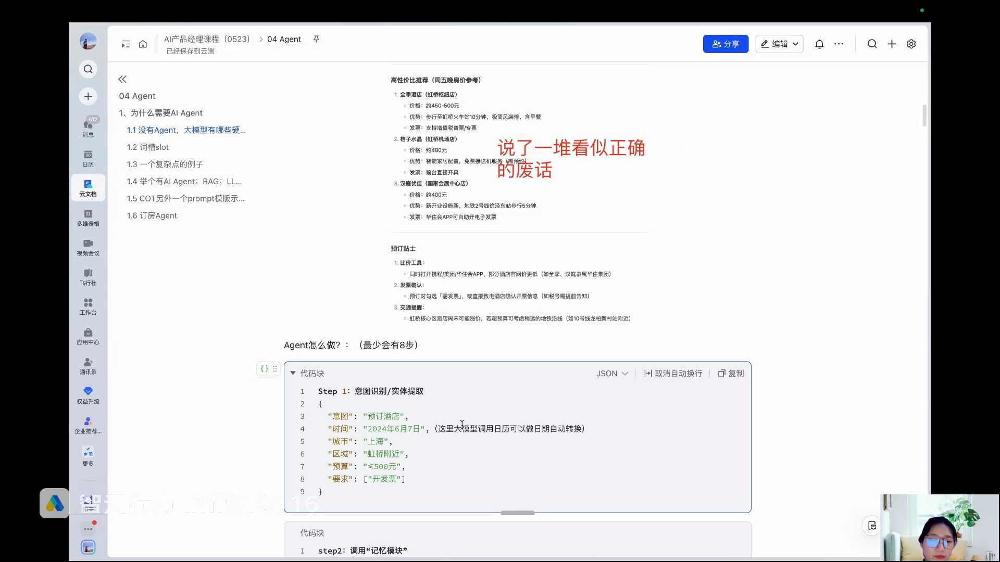 AI产品经理课程（0523） > 04 Agent
已经保存到云端
分享
编辑
04 Agent
1、为什么需要AI Agent
1.1 没有Agent，大模型有哪些硬...
1.2 词槽slot
1.3 一个复杂点的例子
1.4 举个有AI Agent；RAG；LL...
1.5 COT另外一个prompt模版示...
1.6 订房Agent
512
消息
30
日历
云文档
多维表格
视频会议
飞行社
工作台
应用中心
通讯录
权益升级
企业推荐...
更多
高性价比推荐（周五晚房价参考）
1. 全季酒店（虹桥枢纽店）
价格：约450-500元
优势：步行至虹桥火车站10分钟，极简风装修，含早餐
发票：支持增值税普票/专票
2. 桔子水晶（虹桥机场店）
价格：约480元
优势：智能家居配置，免费接送机服务（需预约）
发票：前台直接开具
3. 汉庭优佳（国家会展中心店）
价格：约400元
优势：新开业设施新，地铁2号线徐泾东站步行5分钟
发票：华住会APP可自助开电子发票
说了一堆看似正确
的废话
预订贴士
1. 比价工具：
同时打开携程/美团/华住会APP，部分酒店官网价更低（如全季、汉庭隶属华住集团）
2. 发票确认：
预订时勾选「需发票」，或直接致电酒店确认开票信息（如税号需提前告知）
3. 交通提醒：
虹桥核心区酒店周末可能涨价，若超预算可考虑稍远的地铁沿线（如10号线龙柏新村站附近）
Agent怎么做？：（最少会有8步）
代码块
JSON
取消自动换行
复制
1 Step 1: 意图识别/实体提取
2 {
3 "意图": "预订酒店",
4 "时间": "2024年6月7日",（这里大模型调用日历可以做日期自动转换）
5 "城市": "上海",
6 "区域": "虹桥附近",
7 "预算": "≤500元",
8 "要求": ["开发票"]
9 }
代码块
1 step2: 调用“记忆模块”